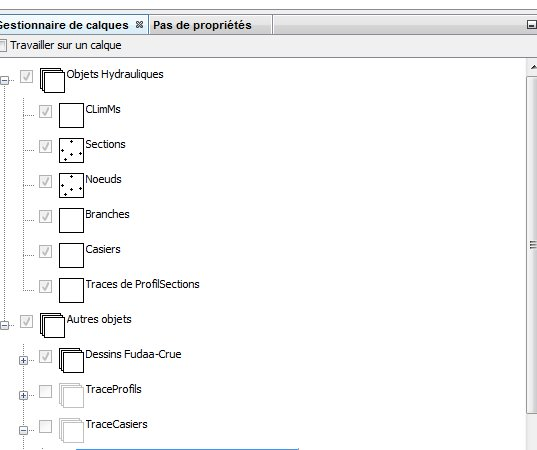 Gestionnaire de calques Pas de propriétés
Travailler sur un calque
Objets Hydrauliques
CLimMs
Sections
Noeuds
Branches
Casiers
Traces de ProfilSections
Autres objets
Dessins Fudaa-Crue
TraceProfils
TraceCasiers